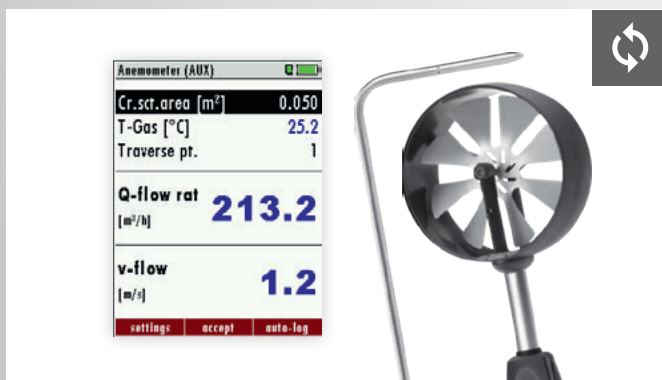 Anemometer (AUX)
Cr.sct.area [m²] 0.050
T-Gas [°C] 25.2
Traverse pt. 1
Q-flow rat 213.2
[m³/h]
v-flow 1.2
[m/s]
settings accept auto-log